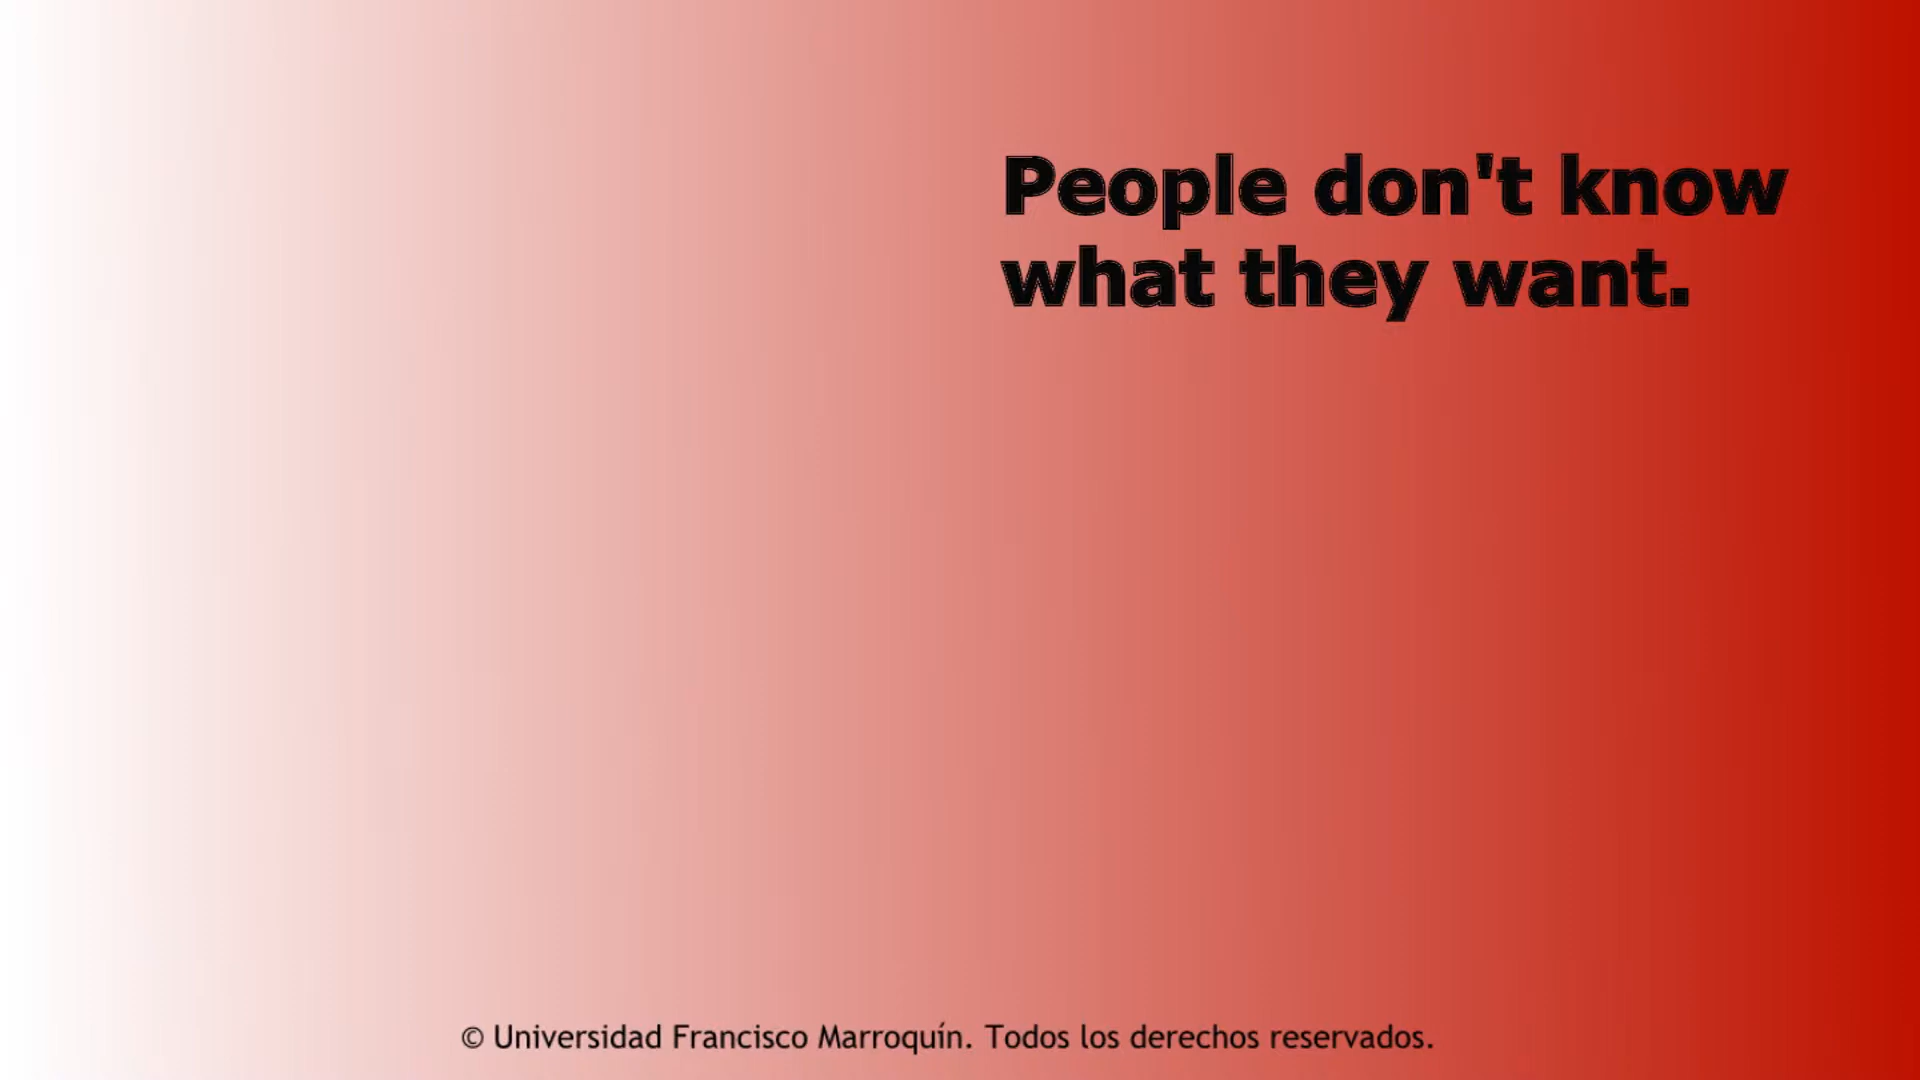 People don't know
what they want.
© Universidad Francisco Marroquín. Todos los derechos reservados.